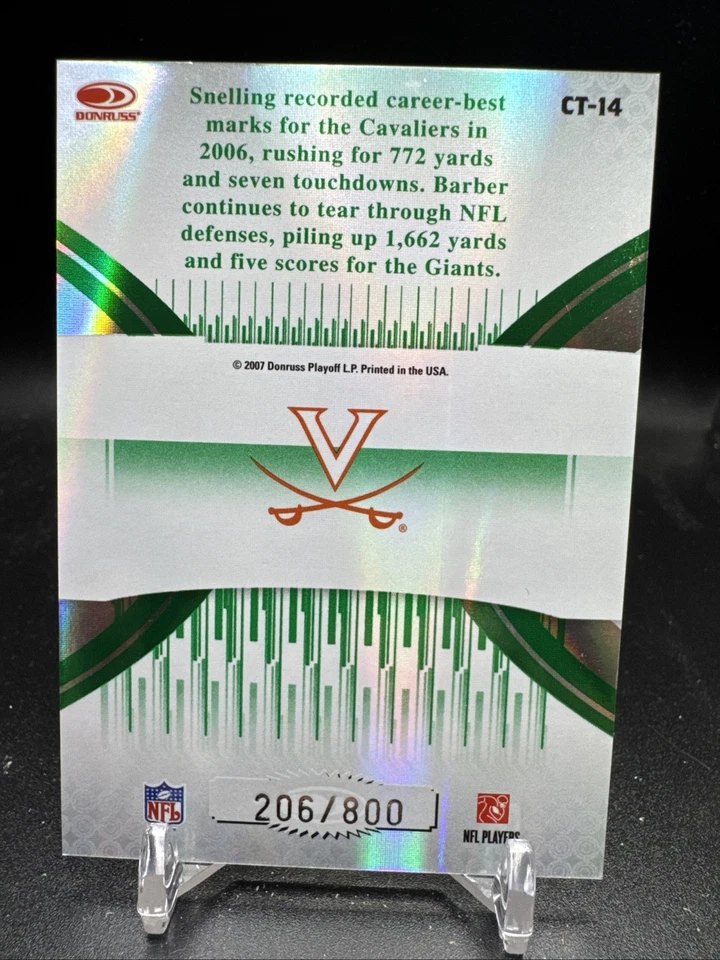 DONRUSS®
CT-14
Snelling recorded career-best
marks for the Cavaliers in
2006, rushing for 772 yards
and seven touchdowns. Barber
continues to tear through NFL
defenses, piling up 1,662 yards
and five scores for the Giants.
© 2007 Donruss Playoff L.P. Printed in the USA.
V
®
NFL
206/800
NFL PLAYERS